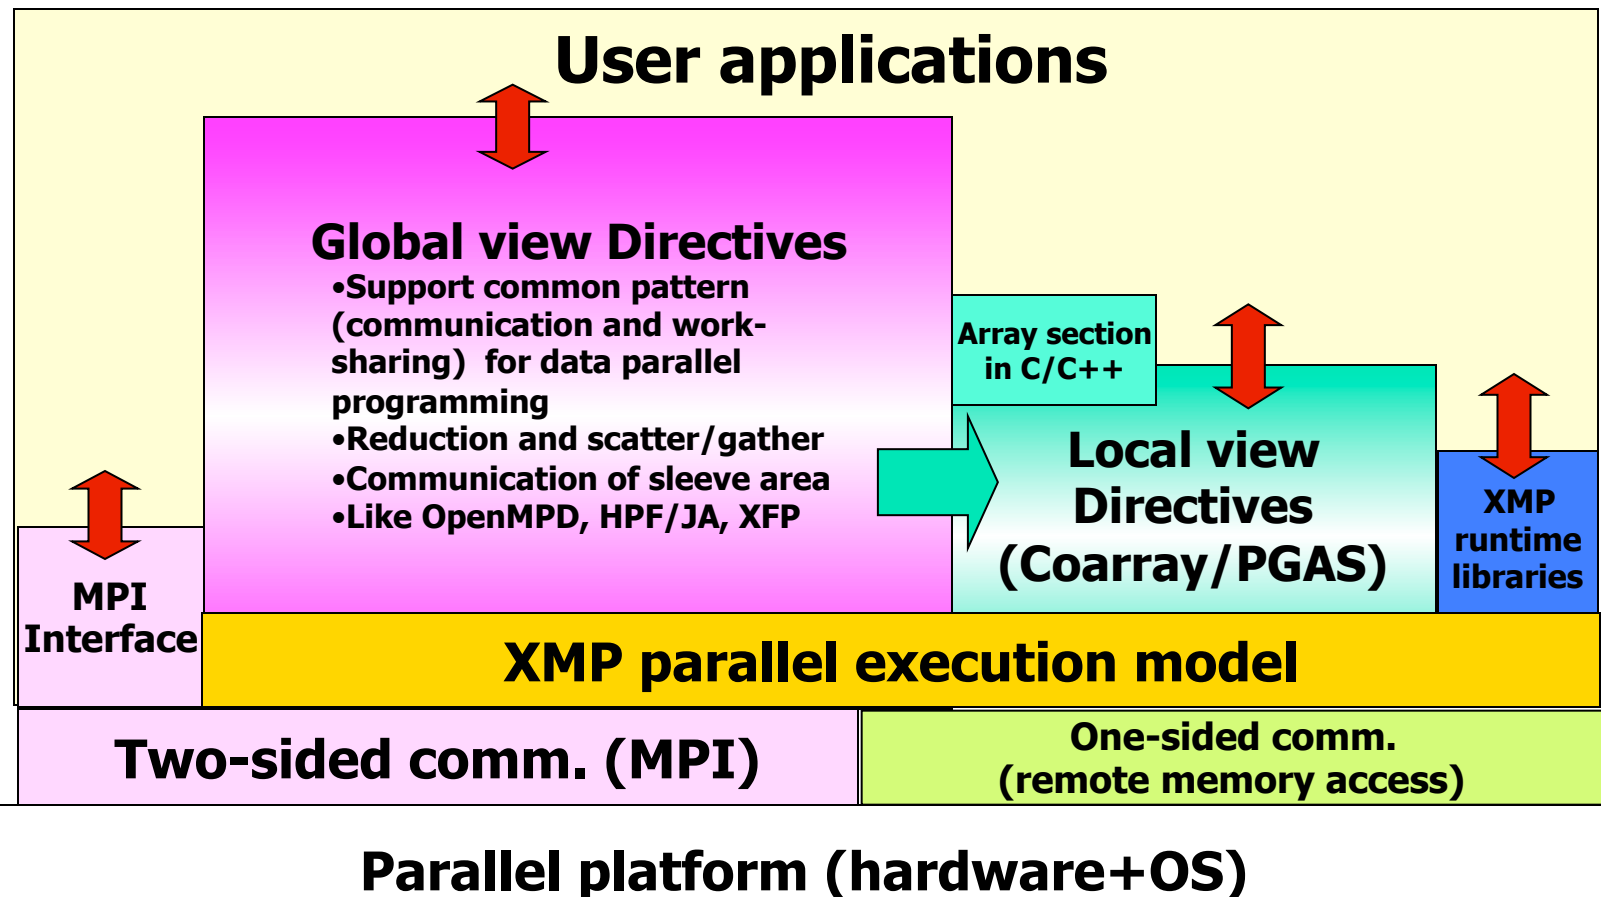 User applications
Global view Directives
•Support common pattern
(communication and work-
sharing)  for data parallel
programming
•Reduction and scatter/gather
•Communication of sleeve area
•Like OpenMPD, HPF/JA, XFP
Array section
in C/C++
Local view
Directives
(Coarray/PGAS)
XMP
runtime
libraries
MPI
Interface
XMP parallel execution model
Two-sided comm. (MPI)
One-sided comm.
(remote memory access)
Parallel platform (hardware+OS)